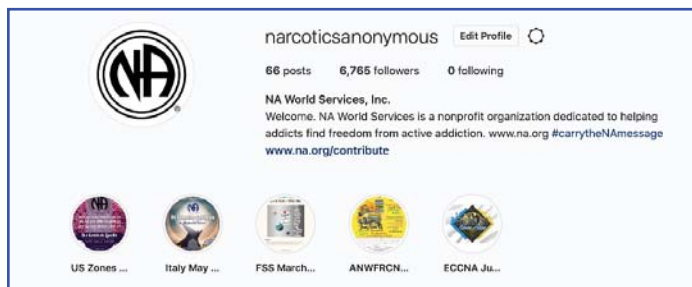 NA
narcoticsanonymous Edit Profile
66 posts 6,765 followers 0 following
NA World Services, Inc.
Welcome. NA World Services is a nonprofit organization dedicated to helping
addicts find freedom from active addiction. www.na.org #carrytheNAmessage
www.na.org/contribute
US Zones ... Italy May ... FSS March... ANWFRCN... ECCNA Ju...